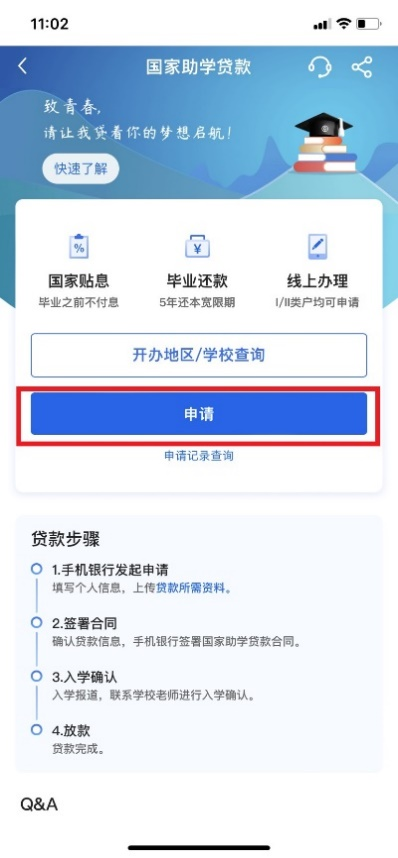 11:02
国家助学贷款
致青春,
请让我贷着你的梦想启航!
快速了解
%
¥
国家贴息
毕业还款
线上办理
毕业之前不付息
5年还本宽限期
I/II类户均可申请
开办地区/学校查询
申请
申请记录查询
贷款步骤
1.手机银行发起申请
填写个人信息，上传贷款所需资料。
2.签署合同
确认贷款信息，手机银行签署国家助学贷款合同。
3.入学确认
入学报道，联系学校老师进行入学确认。
4.放款
贷款完成。
Q&A